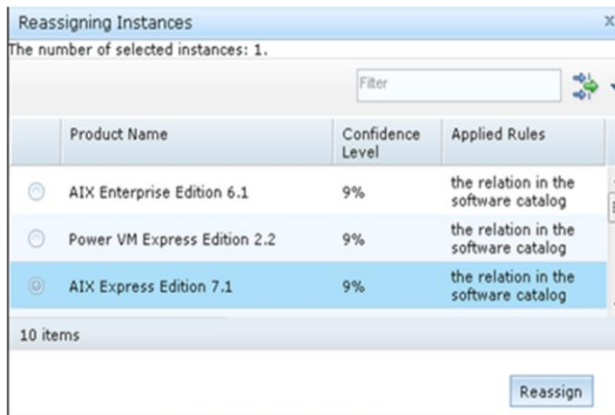 Reassigning Instances
x
The number of selected instances: 1.
Filter
Product Name
Confidence
Level
Applied Rules
AIX Enterprise Edition 6.1
9%
the relation in the
software catalog
Power VM Express Edition 2.2
9%
the relation in the
software catalog
AIX Express Edition 7.1
9%
the relation in the
software catalog
10 items
Reassign